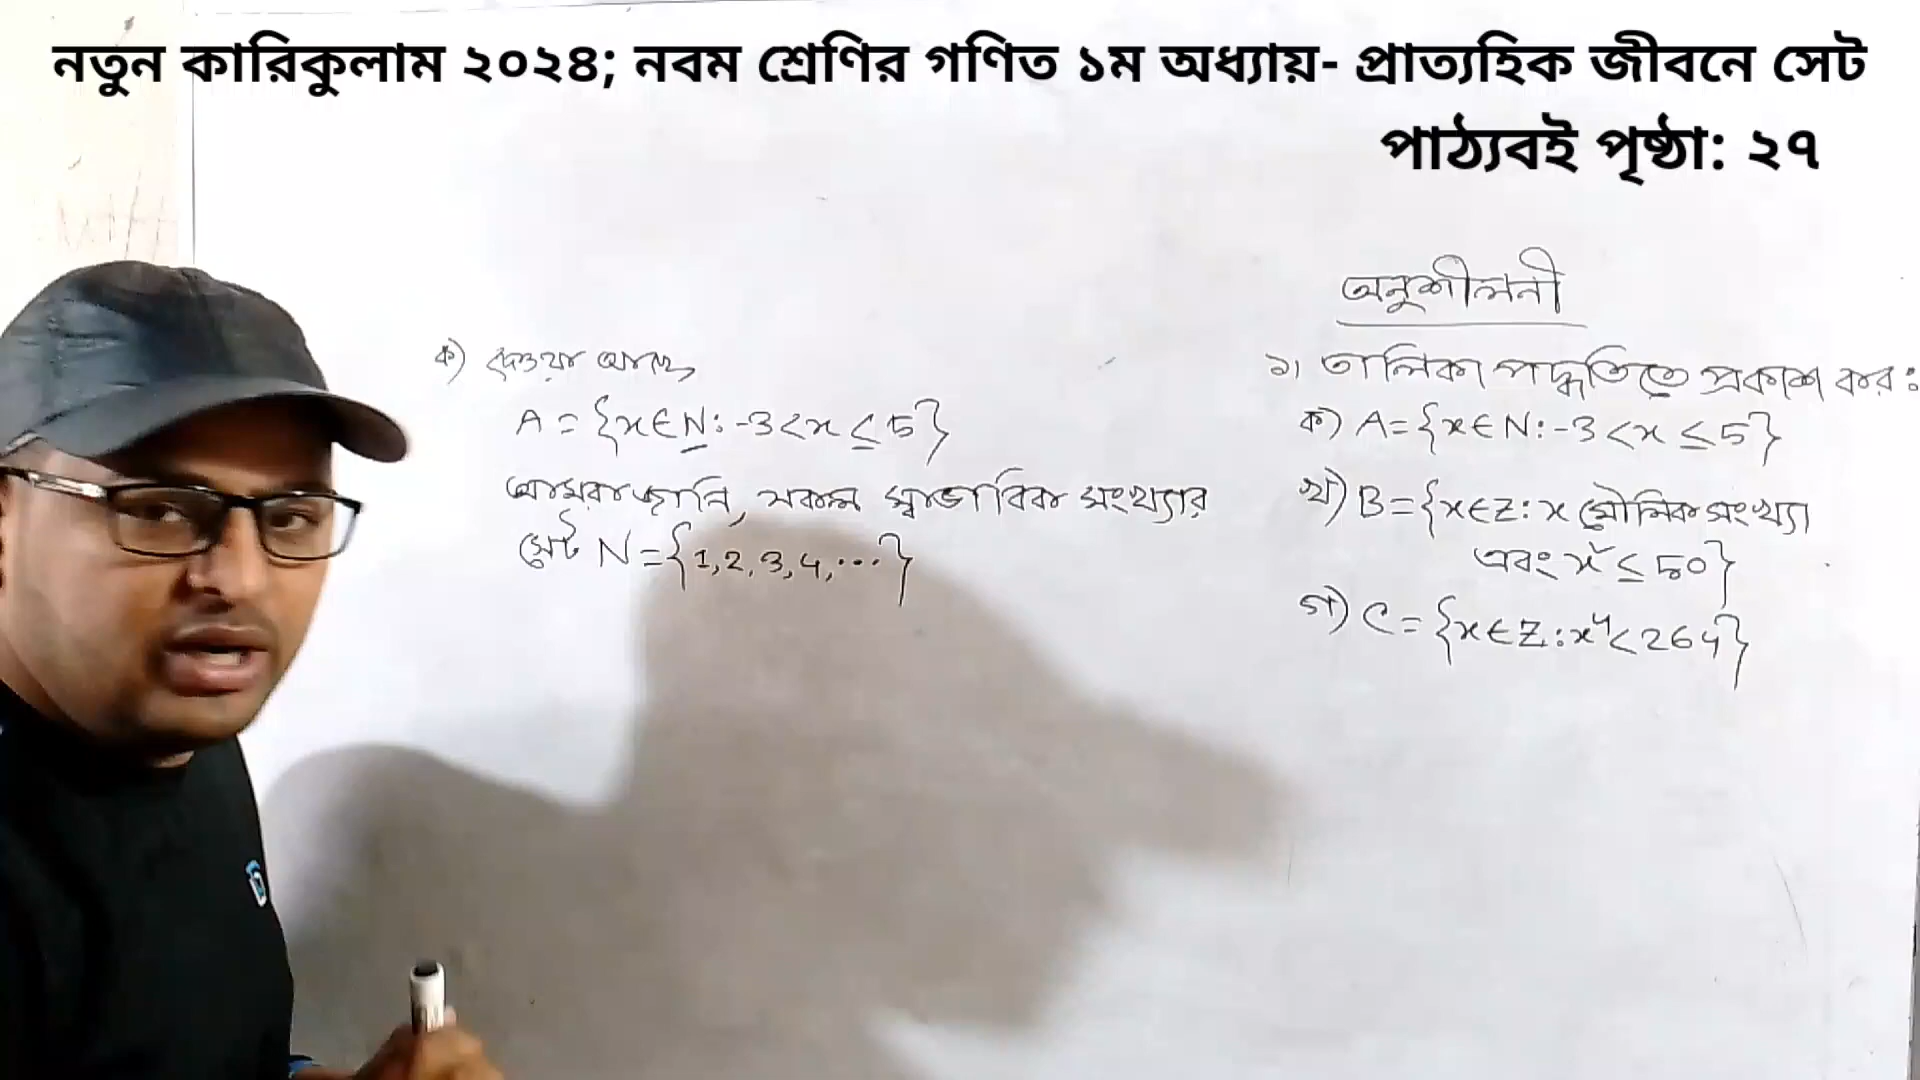 নতুন কারিকুলাম ২০২৪; নবম শ্রেণির গণিত ১ম অধ্যায়- প্রাত্যহিক জীবনে সেট
পাঠ্যবই পৃষ্ঠা: ২৭
অনুশীলনী
১। তালিকা পদ্ধতিতে প্রকাশ কর :
ক) A={x∈N:-3<x≤5}
খ) B={x∈Z: x মৌলিক সংখ্যা
এবং x²≤50}
গ) C={x∈Z:x⁴<264}
ক) দেওয়া আছে,
A = {x∈N: -3<x≤5}
আমরা জানি, সকল স্বাভাবিক সংখ্যার
সেট N={1,2,3,4,...}